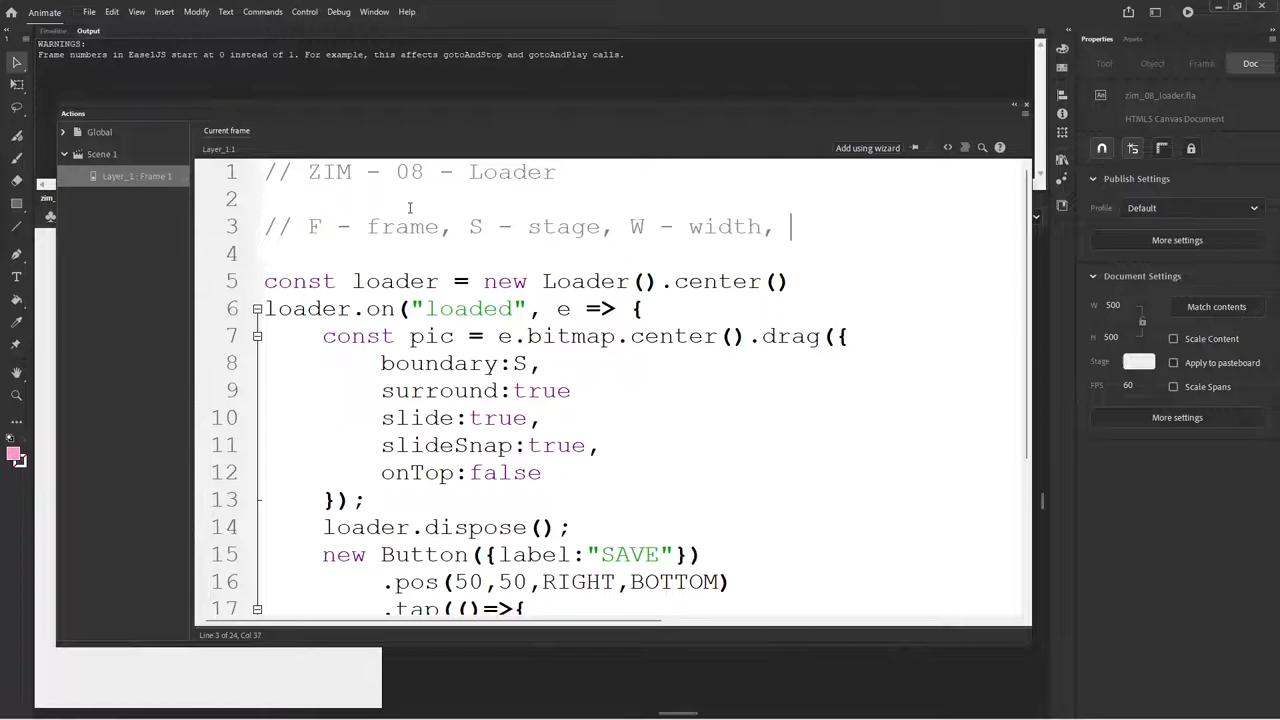 Animate File Edit View Insert Modify Text Commands Control Debug Window Help
Timeline Output
WARNINGS:
Frame numbers in EaselJS start at 0 instead of 1. For example, this affects gotoAndStop and gotoAndPlay calls.
Actions
Global
Scene 1
Layer_1 : Frame 1
Current frame
Layer_1:1
Add using wizard
1 // ZIM - 08 - Loader
2
3 // F - frame, S - stage, W - width,
4
5 const loader = new Loader().center()
6 loader.on("loaded", e => {
7 const pic = e.bitmap.center().drag({
8 boundary:S,
9 surround:true
10 slide:true,
11 slideSnap:true,
12 onTop:false
13 });
14 loader.dispose();
15 new Button({label:"SAVE"})
16 .pos(50,50,RIGHT,BOTTOM)
17 .tap(()=>{
Line 3 of 24, Col 37
Properties Assets
Tool Object Frame Doc
zim_08_loader.fla
HTML5 Canvas Document
Publish Settings
Profile Default
More settings
Document Settings
W 500 Match contents
H 500 Scale Content
Stage Apply to pasteboard
FPS 60 Scale Spans
More settings